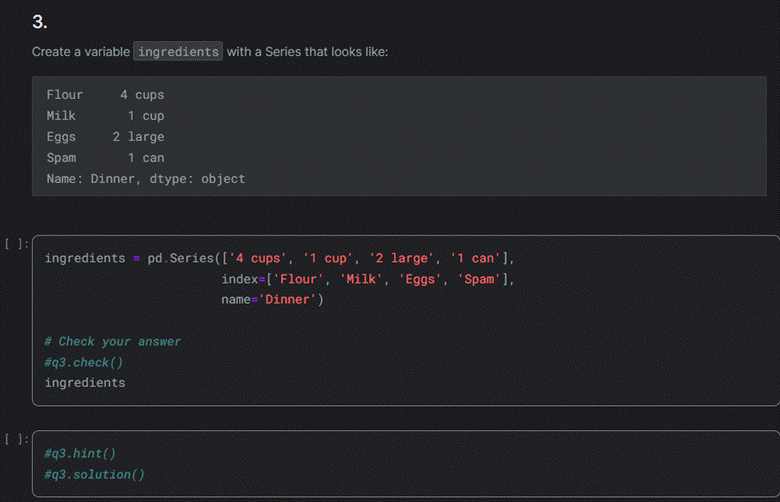 3.
Create a variable ingredients with a Series that looks like:
Flour     4 cups
Milk       1 cup
Eggs     2 large
Spam       1 can
Name: Dinner, dtype: object
[ ]:
ingredients = pd.Series(['4 cups', '1 cup', '2 large', '1 can'],
                        index=['Flour', 'Milk', 'Eggs', 'Spam'],
                        name='Dinner')
# Check your answer
#q3.check()
ingredients
[ ]:
#q3.hint()
#q3.solution()